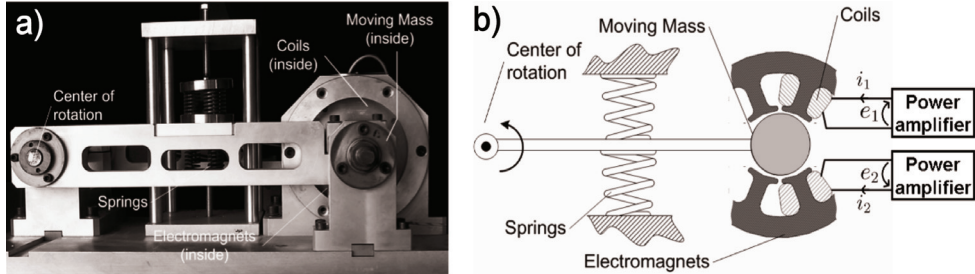 a)
Moving Mass
(inside)
Coils
(inside)
Center of
rotation
Springs
Electromagnets
(inside)
b)
Moving Mass
Coils
Center of
rotation
i1
e1
Power
amplifier
e2
i2
Power
amplifier
Springs
Electromagnets